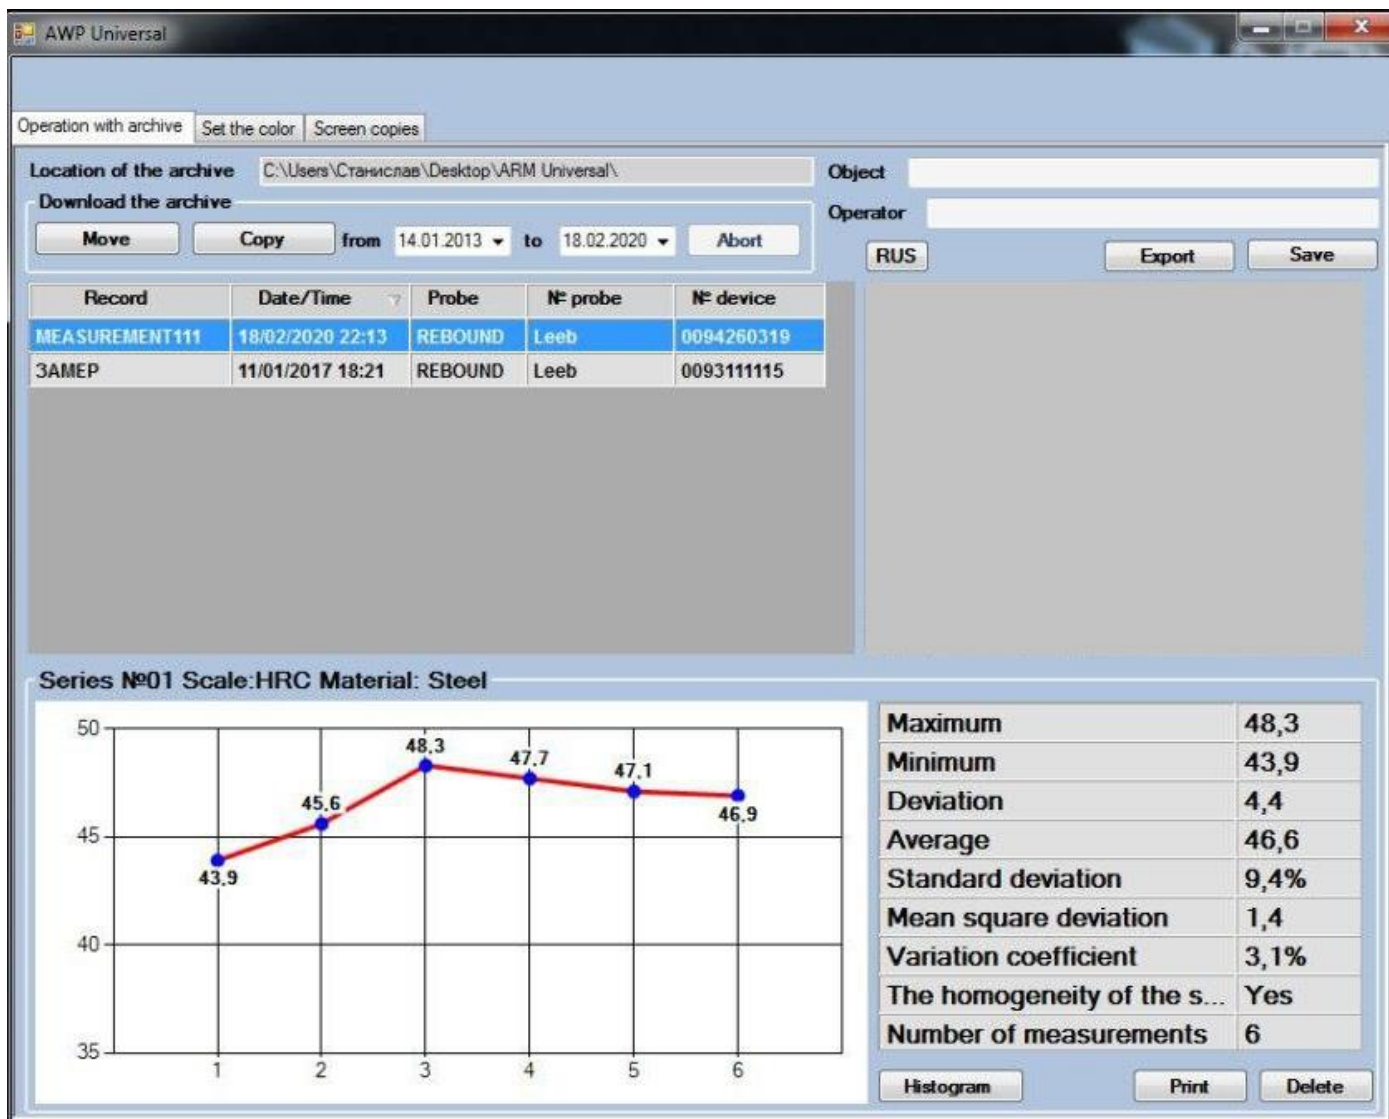 AWP Universal
Operation with archive Set the color Screen copies
Location of the archive C:\Users\Станислав\Desktop\ARM Universal\
Object
Download the archive
Operator
Move Copy from 14.01.2013 to 18.02.2020 Abort
RUS Export Save
Record Date/Time Probe № probe № device
MEASUREMENT111 18/02/2020 22:13 REBOUND Leeb 0094260319
ЗАМЕР 11/01/2017 18:21 REBOUND Leeb 0093111115
Series №01 Scale:HRC Material: Steel
50
45
40
35
43.9
45.6
48.3
47.7
47.1
46.9
1 2 3 4 5 6
Maximum 48,3
Minimum 43,9
Deviation 4,4
Average 46,6
Standard deviation 9,4%
Mean square deviation 1,4
Variation coefficient 3,1%
The homogeneity of the s... Yes
Number of measurements 6
Histogram Print Delete